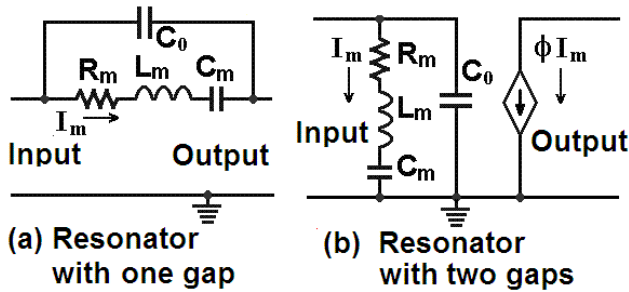 C₀
Rₘ Lₘ Cₘ
Iₘ
Input Output
(a) Resonator
with one gap
Iₘ Rₘ C₀ ϕIₘ
Lₘ
Input Output
Cₘ
(b) Resonator
with two gaps